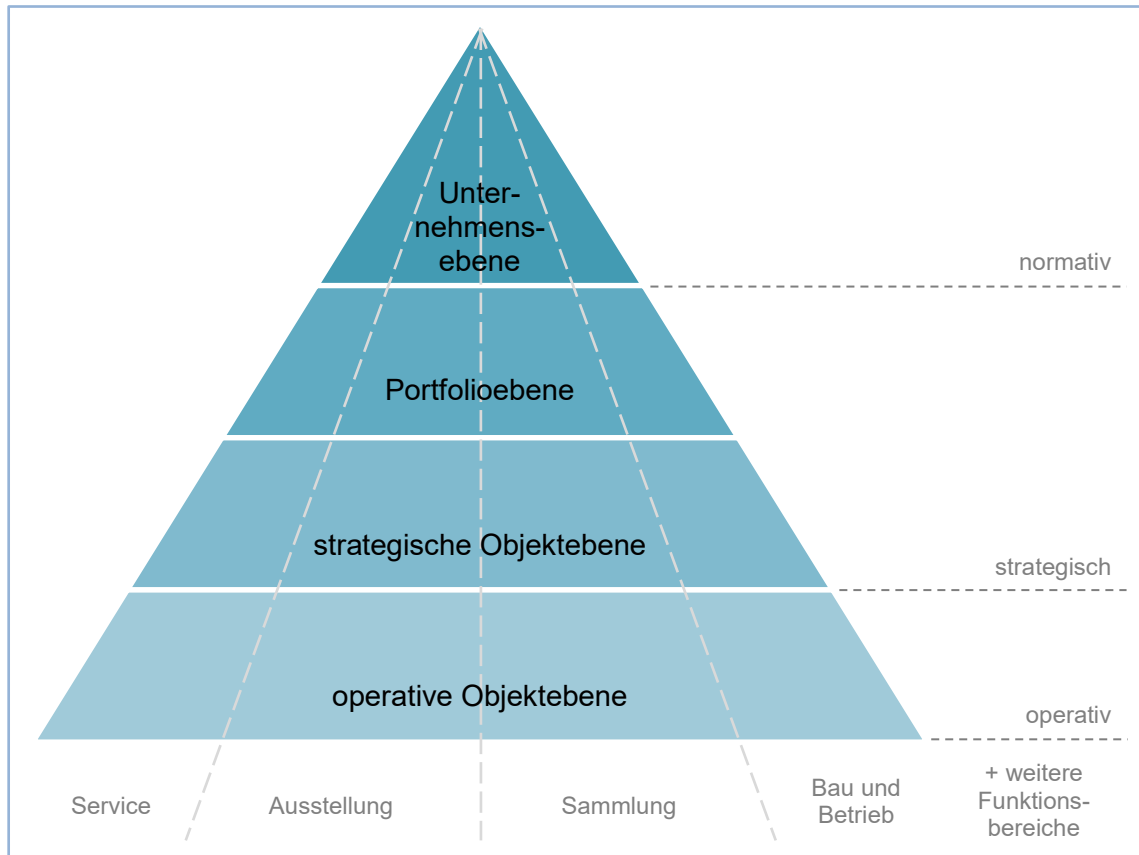 Unter-
nehmens-
ebene
normativ
Portfolioebene
strategische Objektebene
strategisch
operative Objektebene
operativ
Service
Ausstellung
Sammlung
Bau und
Betrieb
+ weitere
Funktions-
bereiche